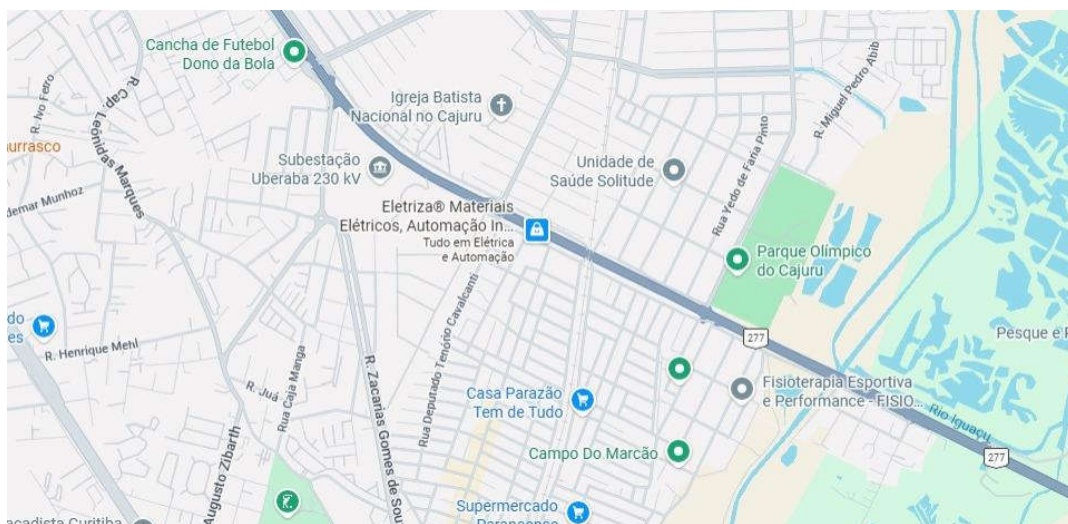 Cancha de Futebol
Dono da Bola
R. Ivo Ferro
R. Cap. Leônidas Marques
Igreja Batista
Nacional no Cajuru
R. Miguel Pedro Abib
urrasco
Subestação
Uberaba 230 kV
Unidade de
Saúde Solitude
Rua Yedo de Faria Pinto
demar Munhoz
Eletriza® Materiais
Elétricos, Automação In...
Tudo em Elétrica
e Automação
Parque Olímpico
do Cajuru
do
es
R. Henrique Mehl
Rua Deputado Tenório Cavalcanti
277
Pesque e P
R. Juá
Rua Caja Manga
R. Zacarias Gomes de Sou
Casa Parazão
Tem de Tudo
Fisioterapia Esportiva
e Performance - FISIO...
Rio Iguaçu
Augusto Zibarth
Campo Do Marcão
277
Supermercado
Paranaense
acadista Curitiba